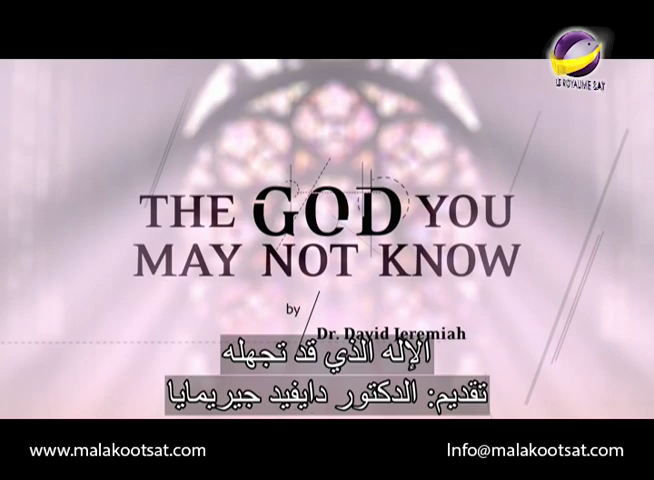 LE ROYAUME SAT
THE GOD YOU
MAY NOT KNOW
by
Dr. David Jeremiah
الإله الذي قد تجهله
تقديم: الدكتور دايفيد جيريمايا
www.malakootsat.com
Info@malakootsat.com